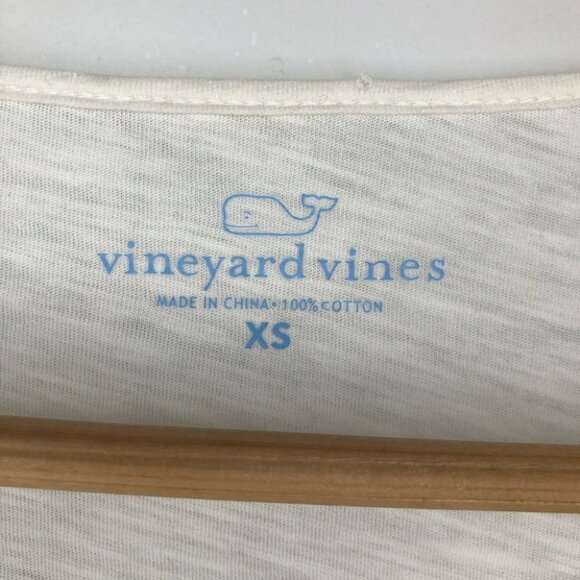 vineyard vines
MADE IN CHINA • 100% COTTON
XS